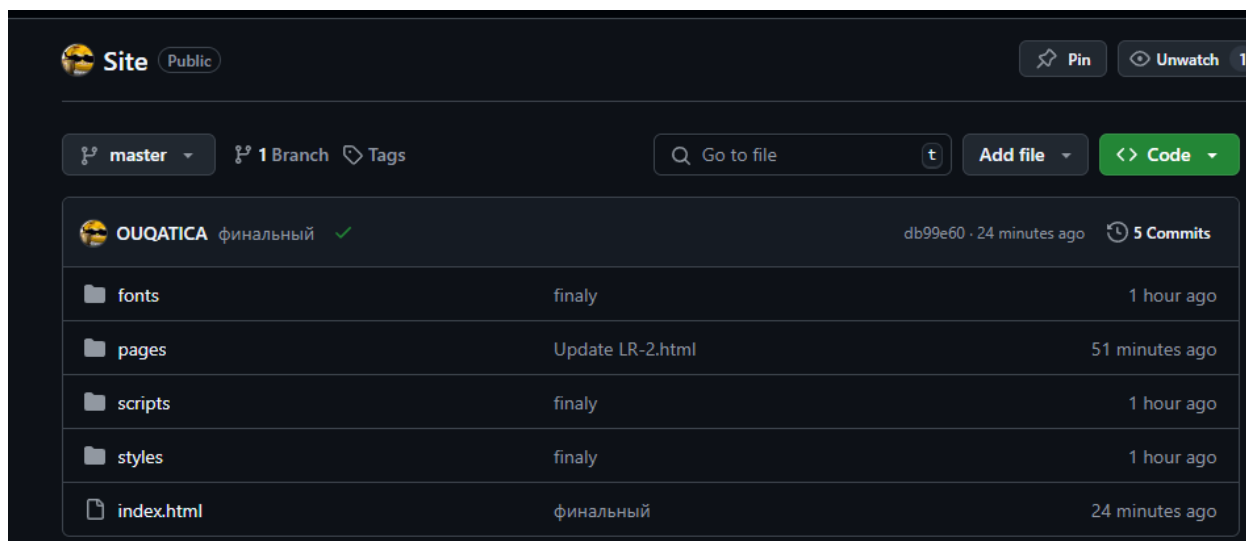 Site Public Pin Unwatch 1
master 1 Branch Tags Go to file t Add file Code
OUQATICA финальный db99e60 · 24 minutes ago 5 Commits
fonts finaly 1 hour ago
pages Update LR-2.html 51 minutes ago
scripts finaly 1 hour ago
styles finaly 1 hour ago
index.html финальный 24 minutes ago